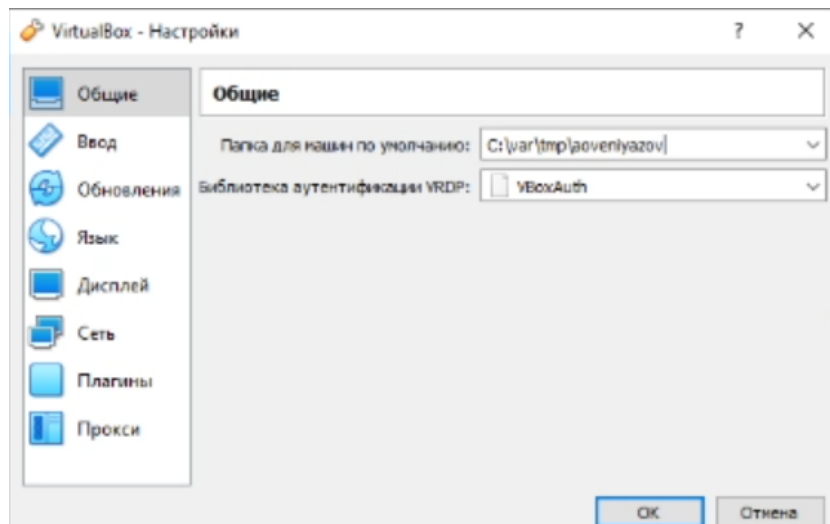 VirtualBox - Настройки
?
Общие
Ввод
Обновления
Язык
Дисплей
Сеть
Плагины
Прокси
Общие
Папка для машин по умолчанию: C:\var\tmp\aoveniyazov
Библиотека аутентификации VRDP: VBoxAuth
OK
Отмена